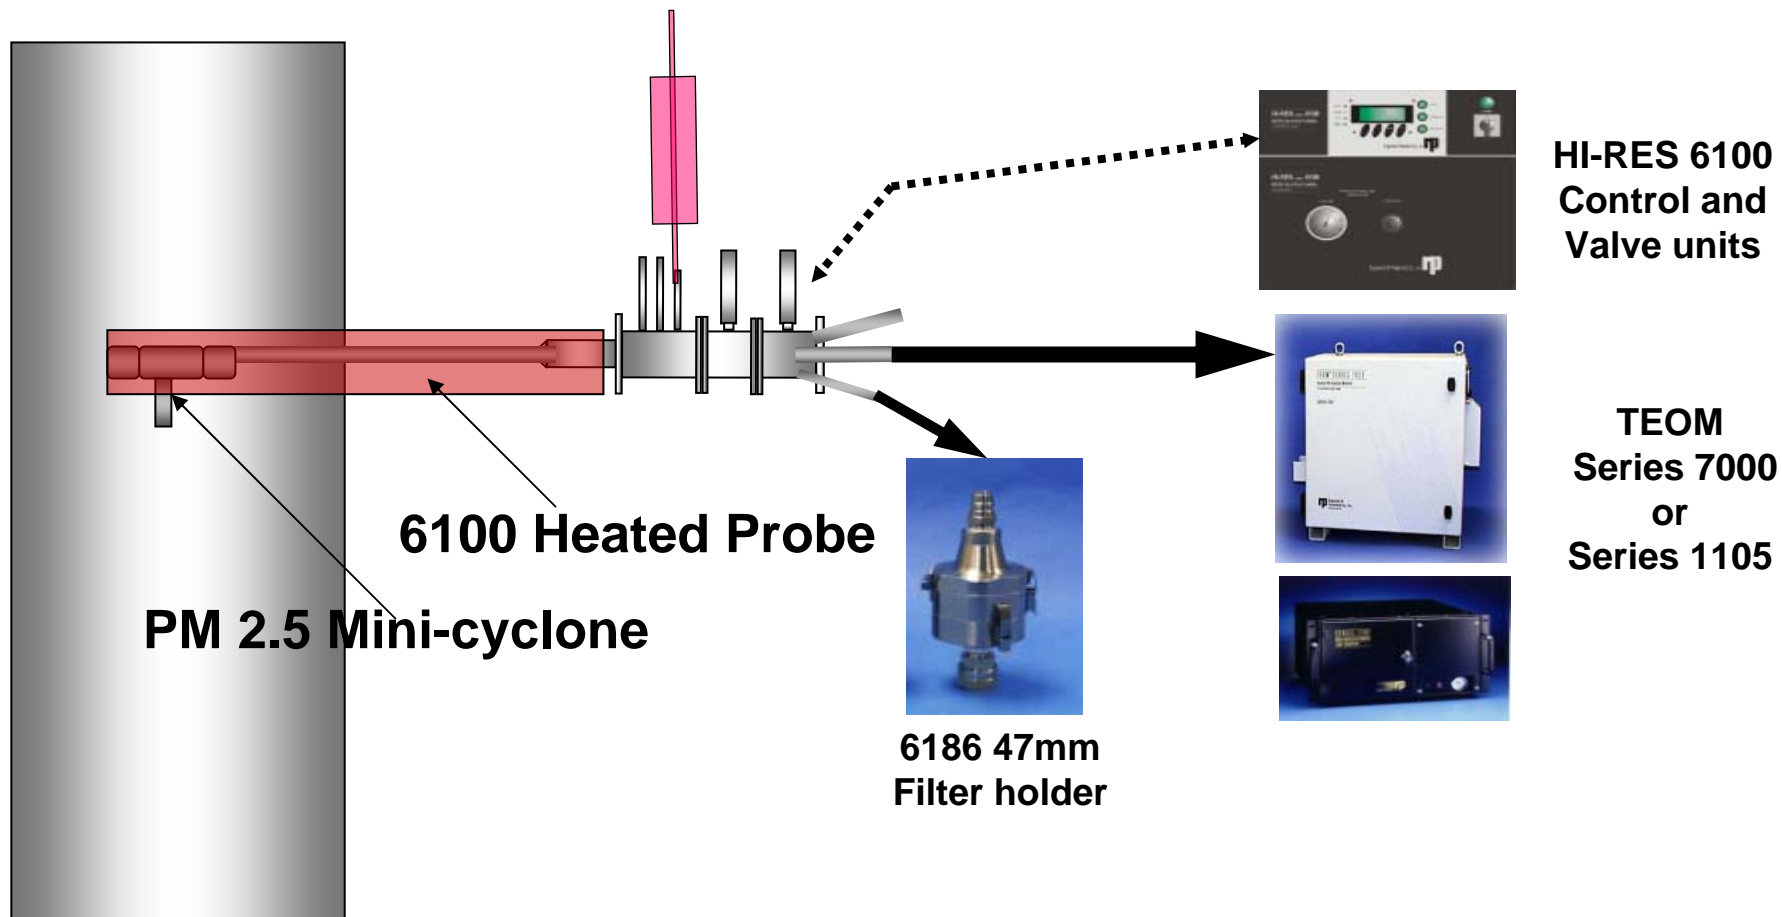 HI-RES 6100
Control and
Valve units
6100 Heated Probe
PM 2.5 Mini-cyclone
TEOM
Series 7000
or
Series 1105
6186 47mm
Filter holder